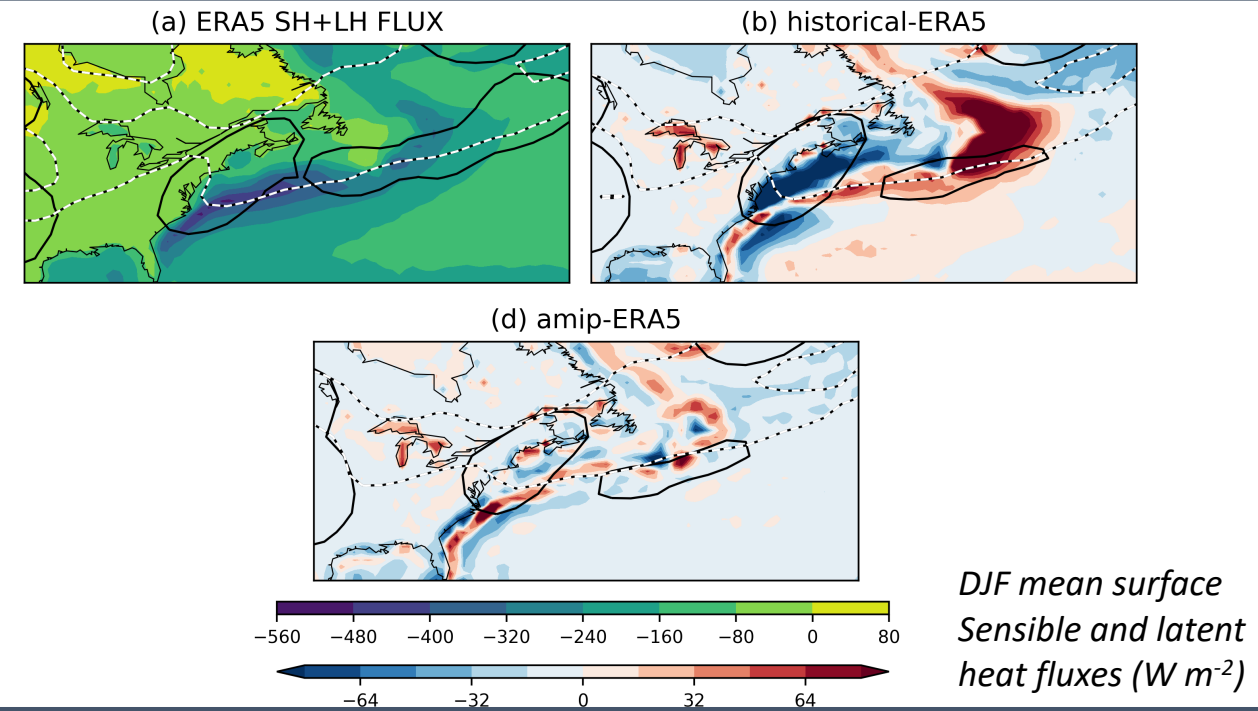 (a) ERA5 SH+LH FLUX
(b) historical-ERA5
(d) amip-ERA5
−560 −480 −400 −320 −240 −160 −80 0 80
−64 −32 0 32 64
DJF mean surface
Sensible and latent
heat fluxes (W m-2)